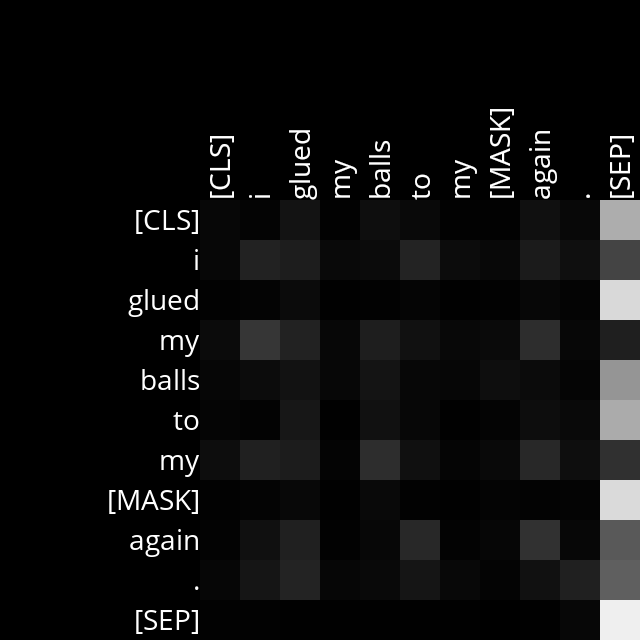 [CLS] i glued my balls to my [MASK] again . [SEP]
[CLS]
i
glued
my
balls
to
my
[MASK]
again
.
[SEP]